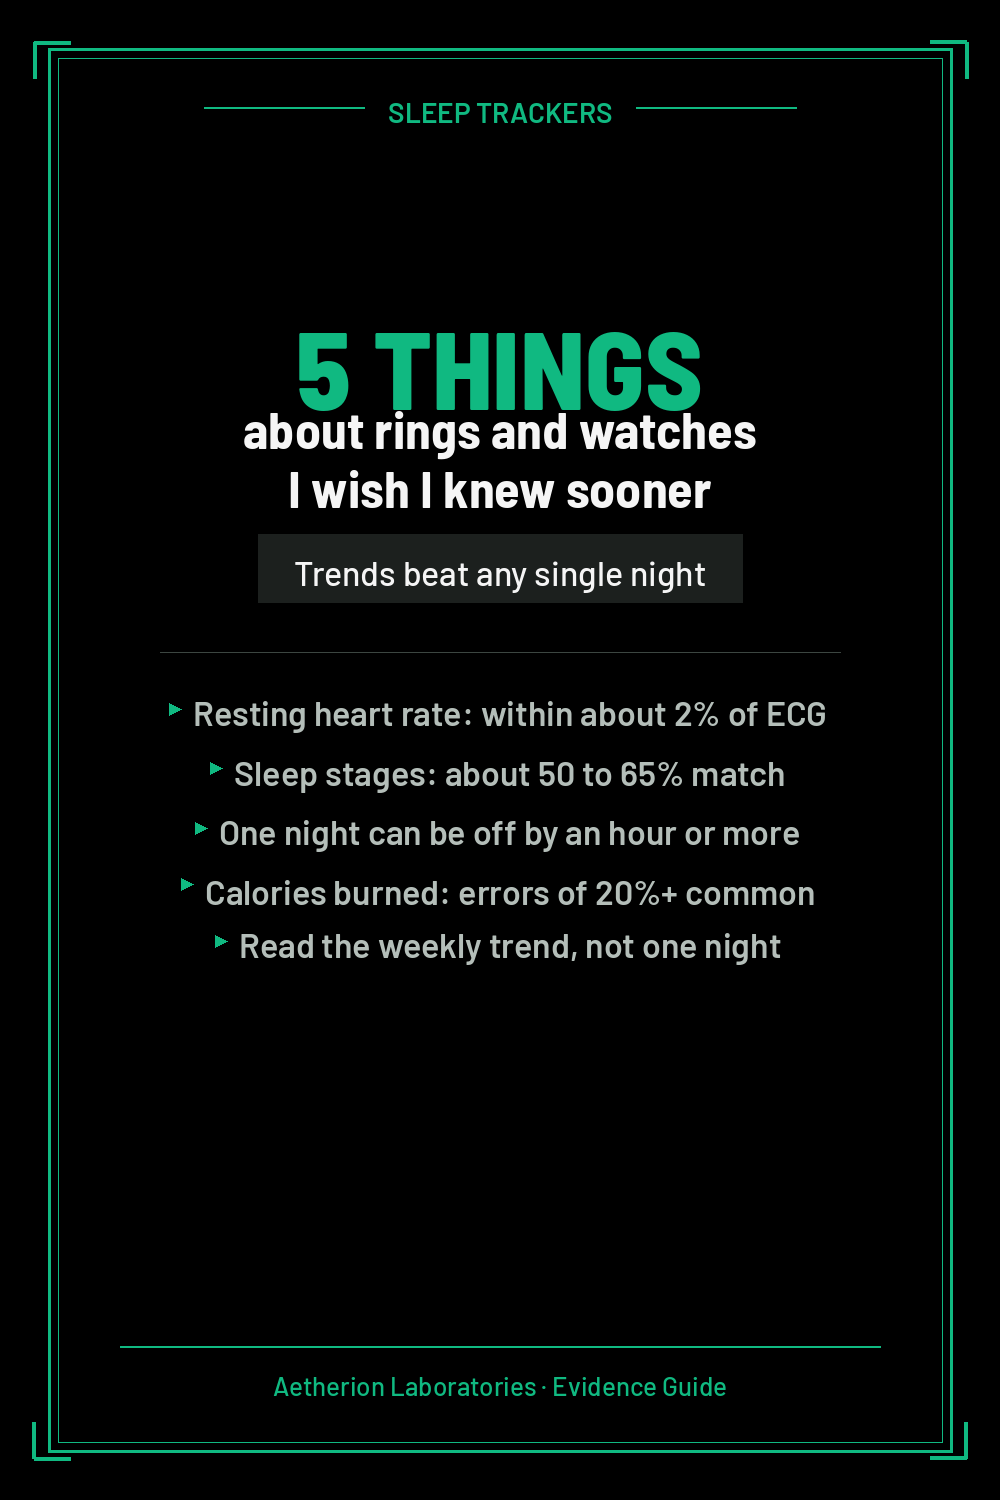 SLEEP TRACKERS
5 THINGS
about rings and watches
I wish I knew sooner
Trends beat any single night
Resting heart rate: within about 2% of ECG
Sleep stages: about 50 to 65% match
One night can be off by an hour or more
Calories burned: errors of 20%+ common
Read the weekly trend, not one night
Aetherion Laboratories · Evidence Guide